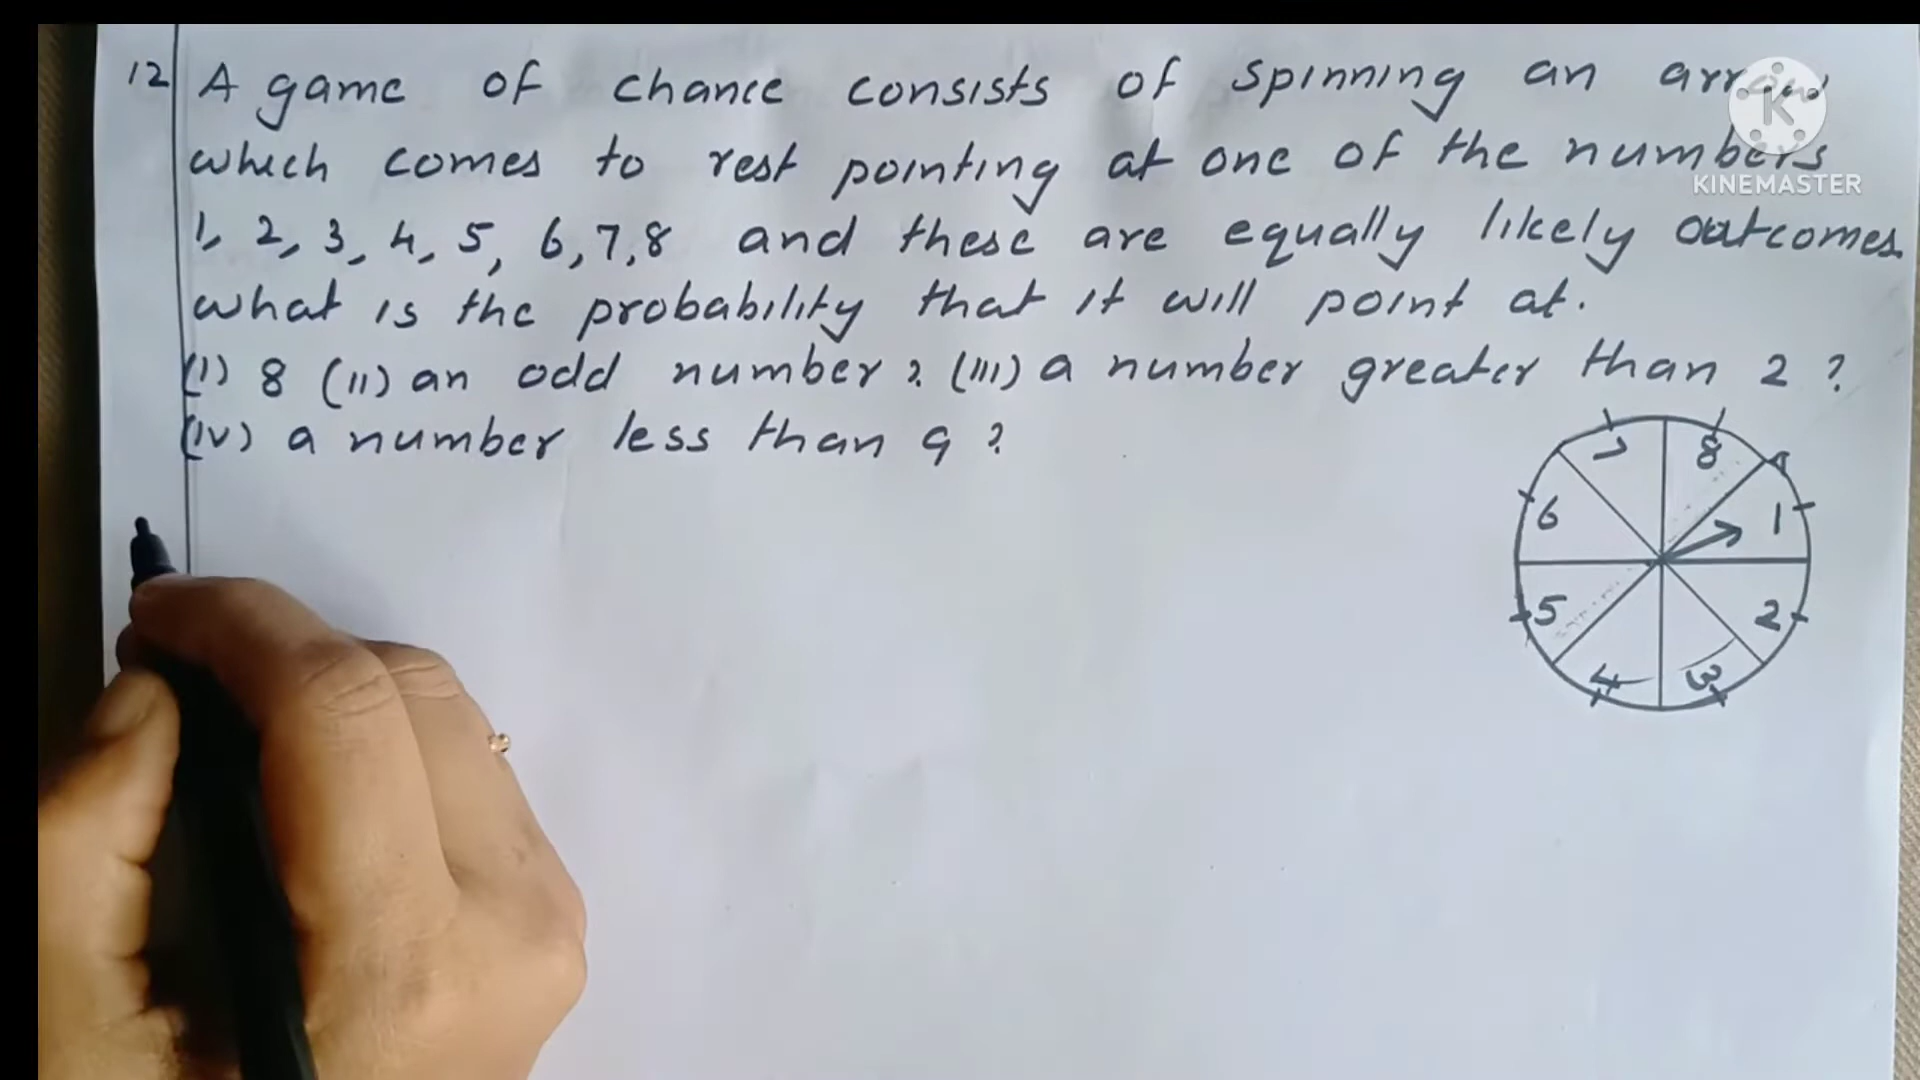 12 A game of chance consists of spinning an arrow
which comes to rest pointing at one of the numbers
KINEMASTER
1, 2, 3, 4, 5, 6, 7, 8 and these are equally likely outcomes
what is the probability that it will point at.
(i) 8 (ii) an odd number ? (iii) a number greater than 2 ?
(iv) a number less than 9 ?
7 8
6 1
5 2
4 3